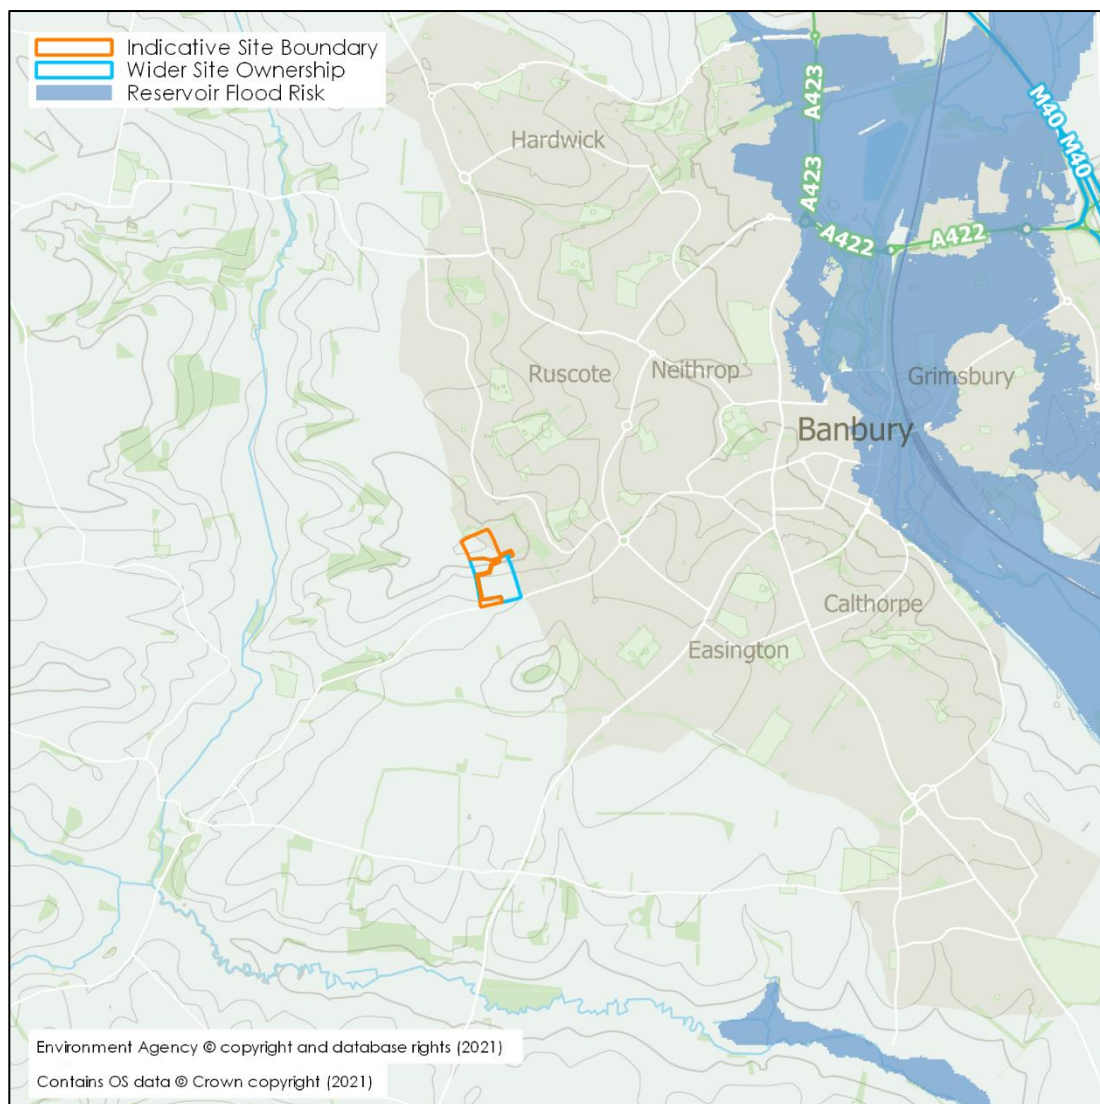 Indicative Site Boundary
Wider Site Ownership
Reservoir Flood Risk
A423
M40-M40
Hardwick
A423
A422
A422
Ruscote
Neithrop
Grimsbury
Banbury
Calthorpe
Easington
Environment Agency © copyright and database rights (2021)
Contains OS data © Crown copyright (2021)